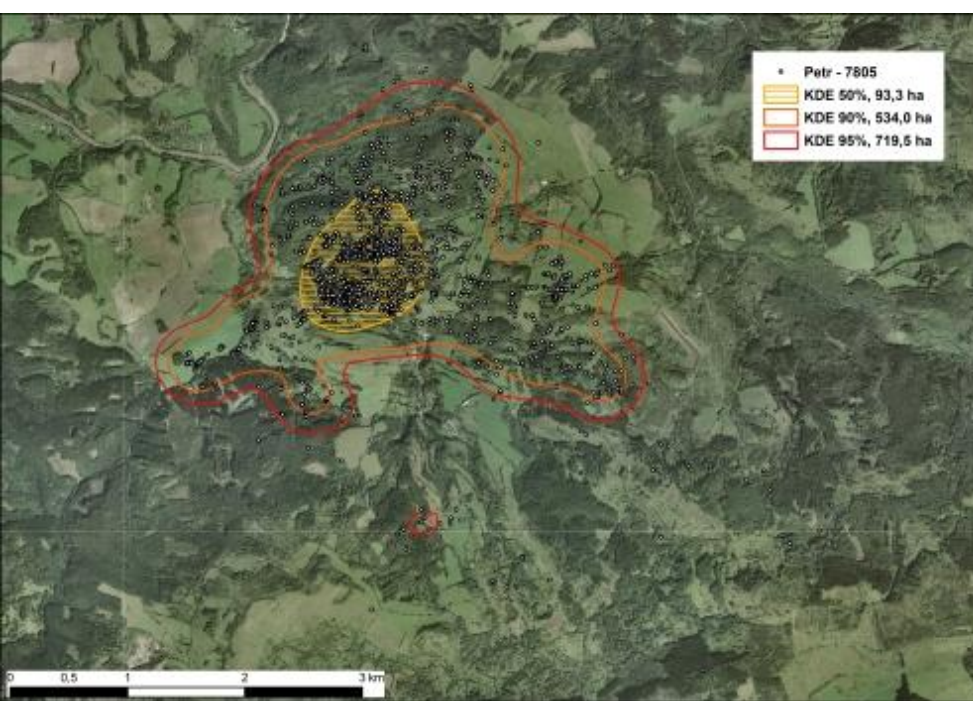 Petr - 7805
KDE 50%, 93,3 ha
KDE 90%, 534,0 ha
KDE 95%, 719,5 ha
0 0,5 1 2 3 km